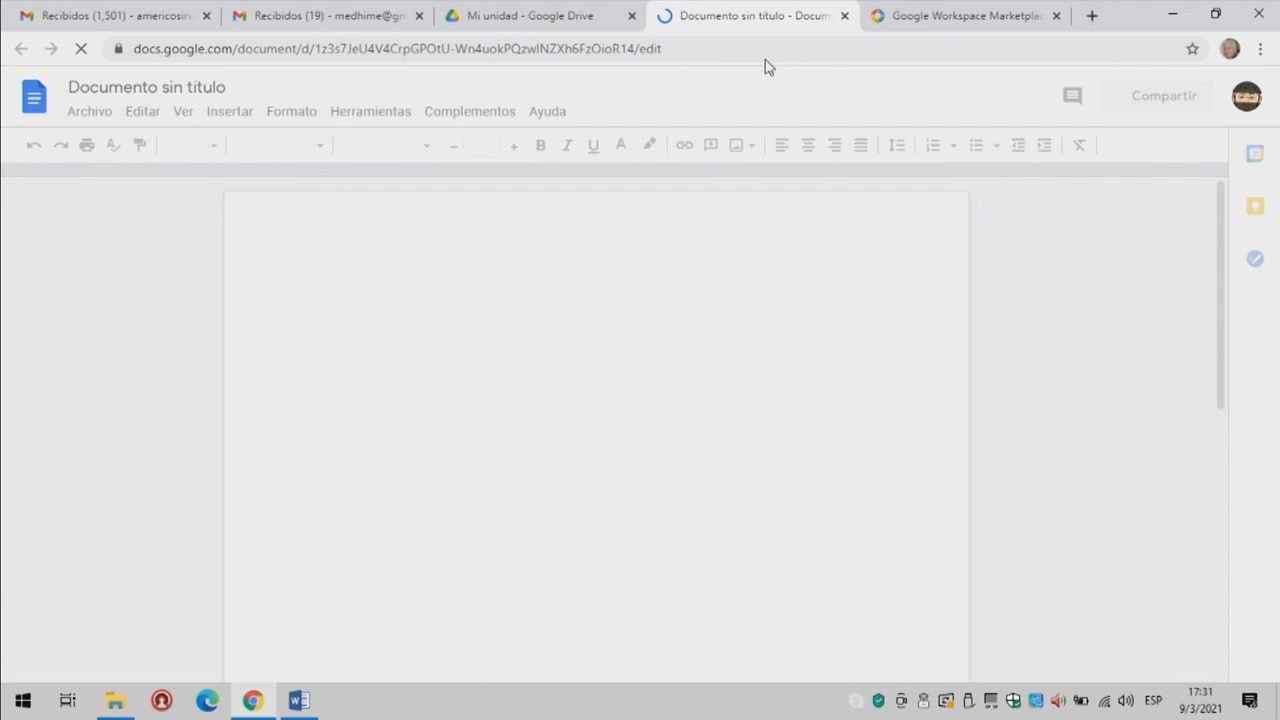 Recibidos (1,501) - americosin
Recibidos (19) - medhime@gm
Mi unidad - Google Drive
Documento sin título - Docum
Google Workspace Marketplac
docs.google.com/document/d/1z3s7JeU4V4CrpGPOtU-Wn4uokPQzwINZXh6FzOioR14/edit
Documento sin título
Archivo Editar Ver Insertar Formato Herramientas Complementos Ayuda
Compartir
B I U A
ESP
17:31
9/3/2021